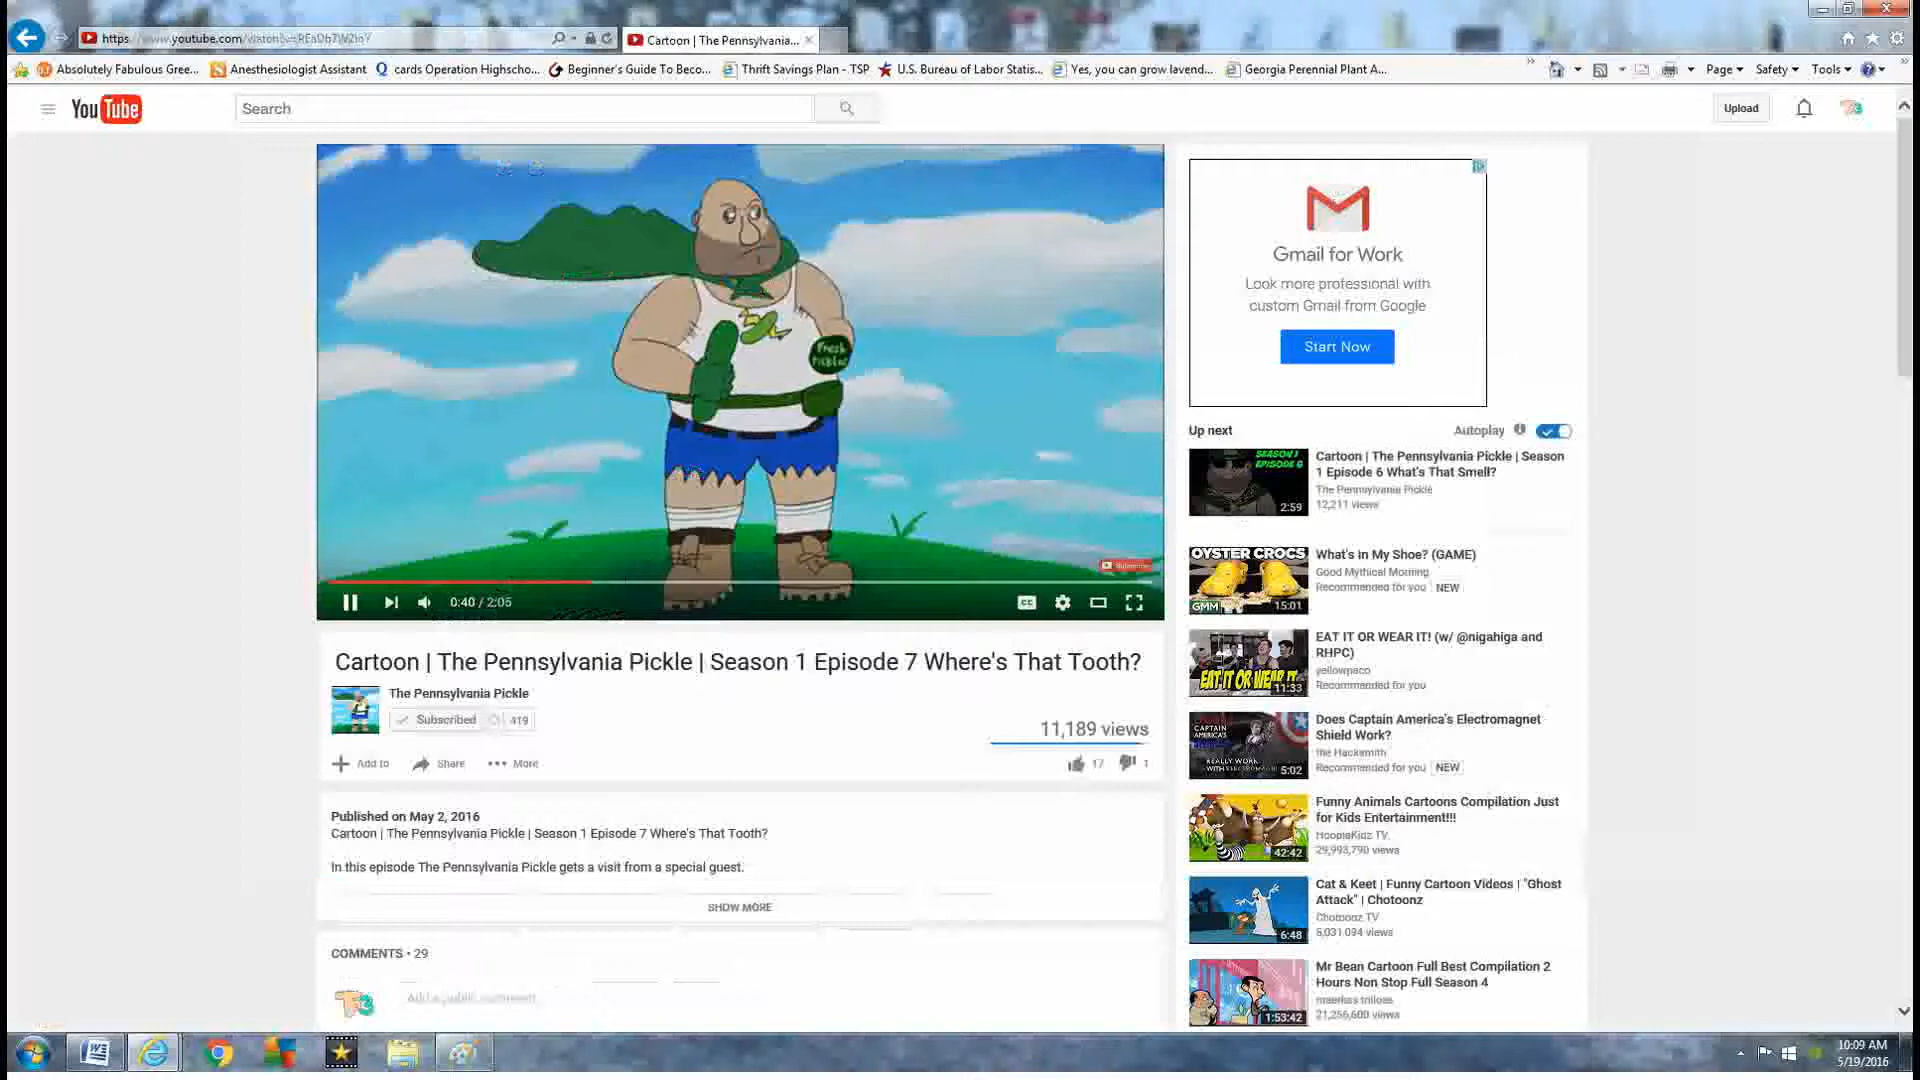 Cartoon | The Pennsylvania...
Absolutely Fabulous Gree...
Anesthesiologist Assistant
cards Operation Highscho...
Beginner's Guide To Beco...
Thrift Savings Plan - TSP
U.S. Bureau of Labor Statis...
Yes, you can grow lavend...
Georgia Perennial Plant A...
Page
Safety
Tools
YouTube
Search
Upload
Fresh Pickles
Subscribe
0:40 / 2:05
CC
Cartoon | The Pennsylvania Pickle | Season 1 Episode 7 Where's That Tooth?
The Pennsylvania Pickle
Subscribed 419
11,189 views
Add to Share More
17 1
Published on May 2, 2016
Cartoon | The Pennsylvania Pickle | Season 1 Episode 7 Where's That Tooth?
In this episode The Pennsylvania Pickle gets a visit from a special guest.
SHOW MORE
COMMENTS • 29
Add a public comment...
Gmail for Work
Look more professional with
custom Gmail from Google
Start Now
Up next
Autoplay
SEASON 1
EPISODE 6
2:59
Cartoon | The Pennsylvania Pickle | Season
1 Episode 6 What's That Smell?
The Pennsylvania Pickle
12,211 views
OYSTER CROCS
GMM
15:01
What's In My Shoe? (GAME)
Good Mythical Morning
Recommended for you NEW
EAT IT OR WEAR IT
11:33
EAT IT OR WEAR IT! (w/ @nigahiga and
RHPC)
Recommended for you
CAPTAIN
AMERICA'S
REALLY WORK
5:02
Does Captain America's Electromagnet
Shield Work?
the Hacksmith
Recommended for you NEW
42:42
Funny Animals Cartoons Compilation Just
for Kids Entertainment!!!
HooplaKidz TV
29,993,790 views
6:48
Cat & Keet | Funny Cartoon Videos | "Ghost
Attack" | Chotoonz
Chotoonz TV
5,031,094 views
1:53:42
Mr Bean Cartoon Full Best Compilation 2
Hours Non Stop Full Season 4
21,256,600 views
10:09 AM
5/19/2016